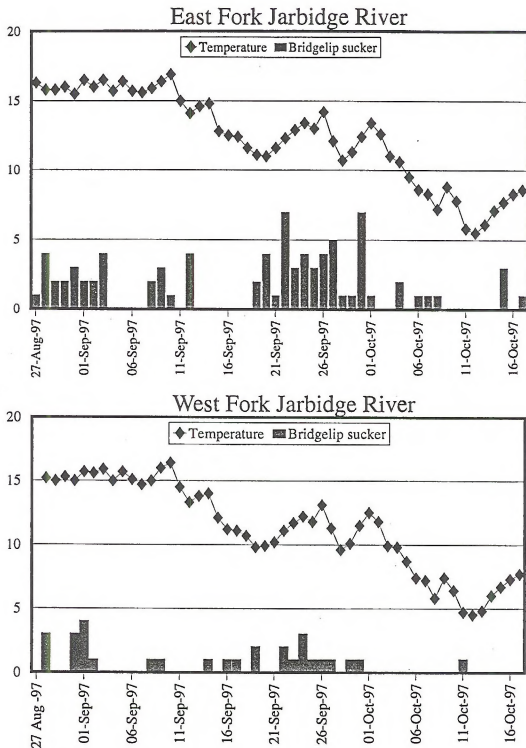 East Fork Jarbidge River
Temperature Bridgelip sucker
20
15
10
5
0
27-Aug-97 01-Sep-97 06-Sep-97 11-Sep-97 16-Sep-97 21-Sep-97 26-Sep-97 01-Oct-97 06-Oct-97 11-Oct-97 16-Oct-97
West Fork Jarbidge River
Temperature Bridgelip sucker
20
15
10
5
0
27 Aug-97 01-Sep-97 06-Sep-97 11-Sep-97 16-Sep-97 21-Sep-97 26-Sep-97 01-Oct-97 06-Oct-97 11-Oct-97 16-Oct-97